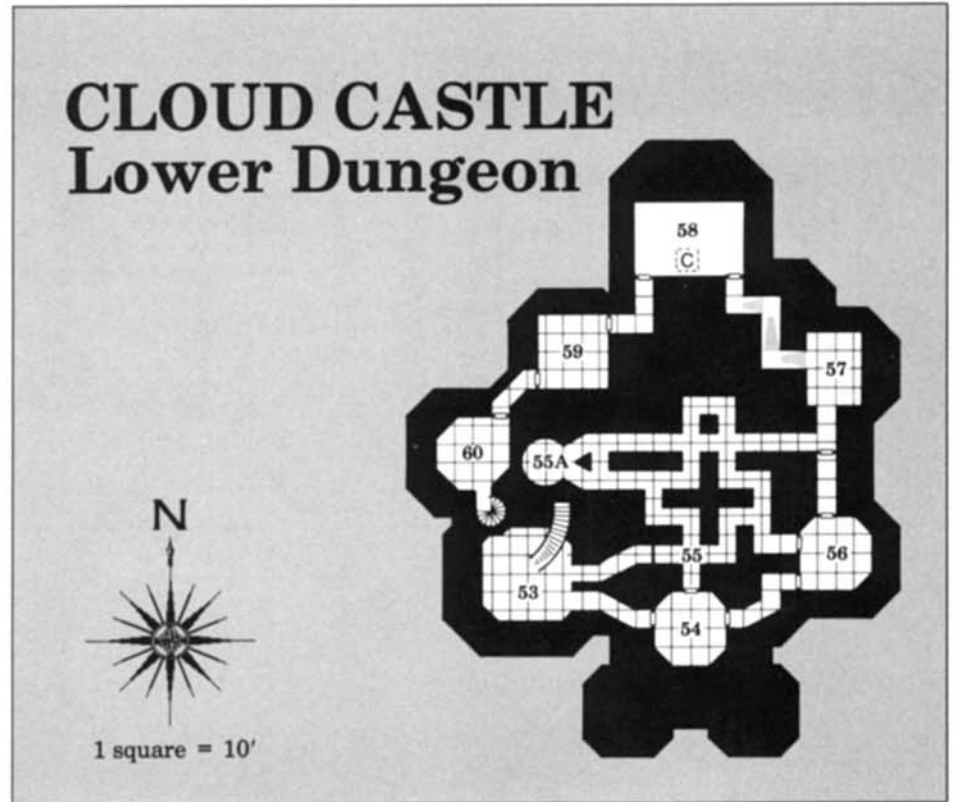 CLOUD CASTLE
Lower Dungeon
58
C
59
57
60
55A
55
56
53
54
N
1 square = 10'